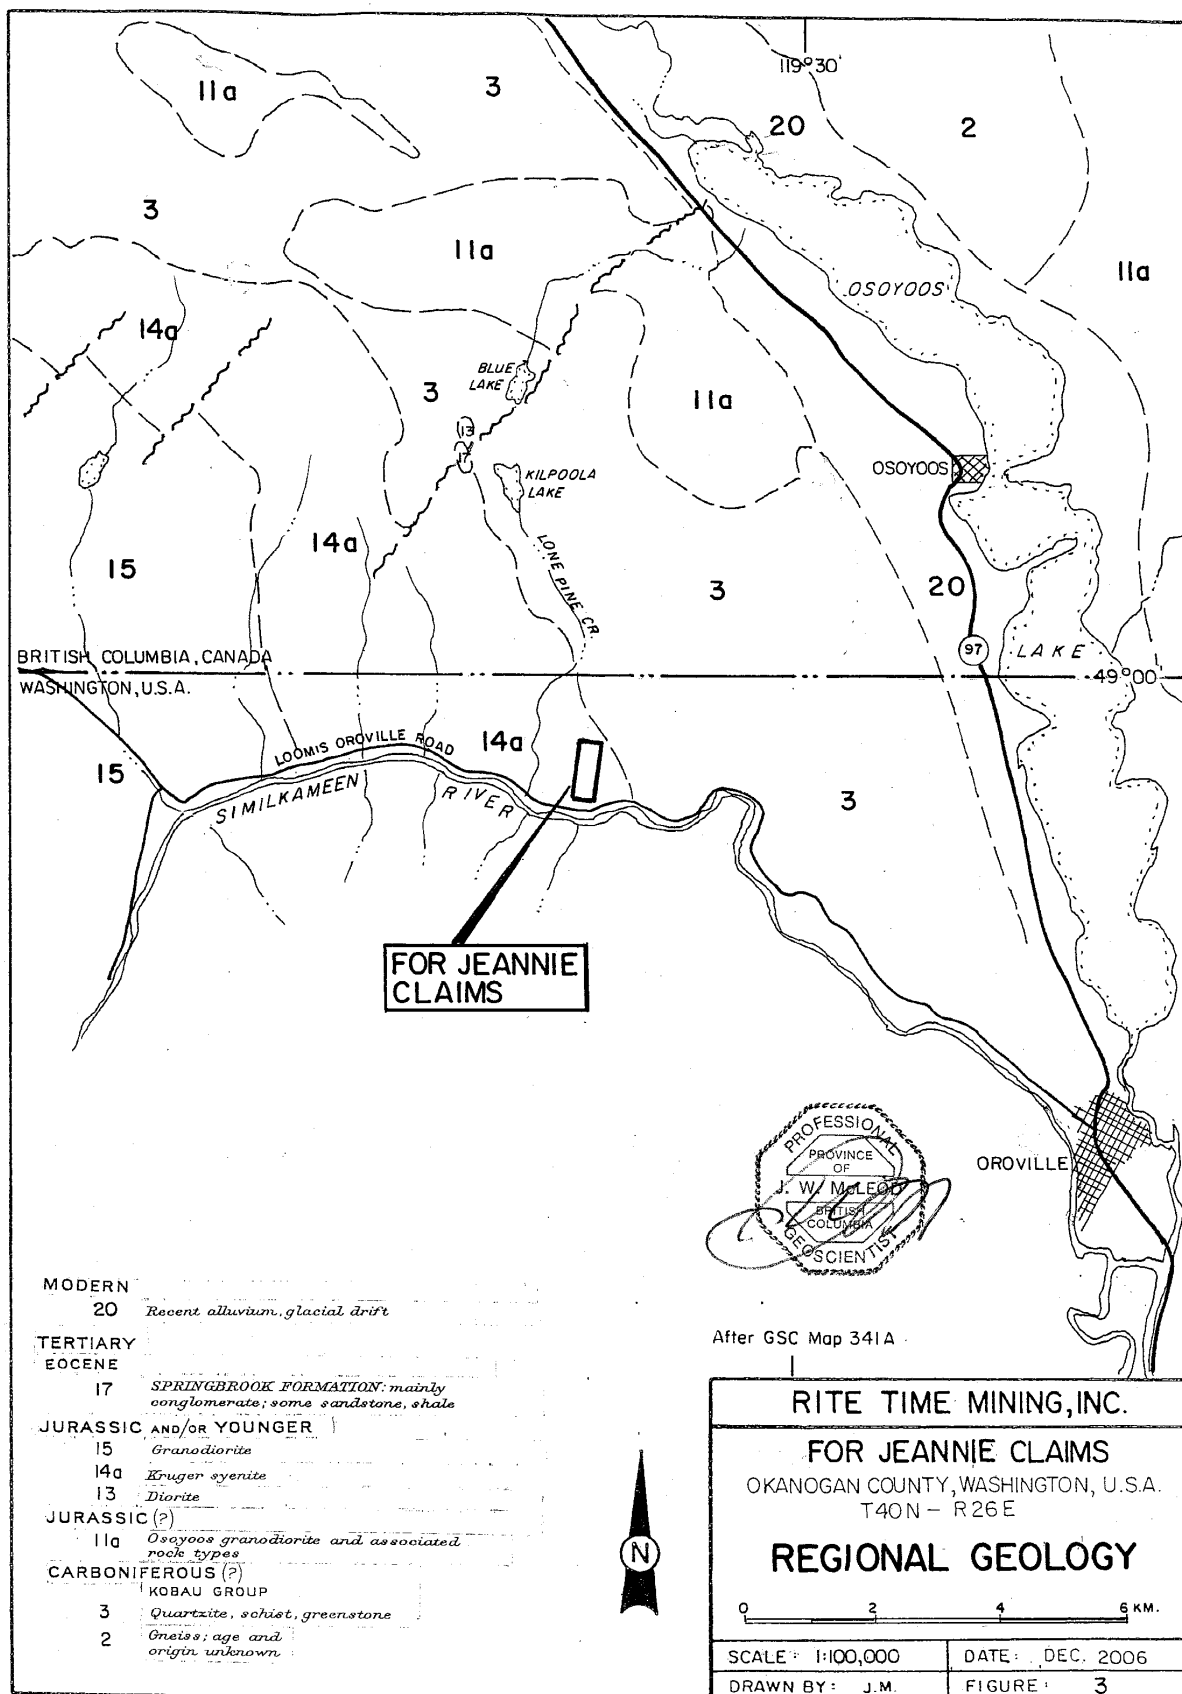 119°30'
3
11a
20
2
3
11a
11a
OSOYOOS
14a
BLUE
LAKE
3
11a
13
17
OSOYOOS
KILPOOLA
LAKE
14a
15
LONE PINE CR.
3
20
97
LAKE
BRITISH COLUMBIA, CANADA
WASHINGTON, U.S.A.
49°00
LOOMIS OROVILLE ROAD
14a
15
SIMILKAMEEN RIVER
3
FOR JEANNIE
CLAIMS
PROFESSIONAL
PROVINCE
OF
J. W. McLEOD
BRITISH
COLUMBIA
GEOSCIENTIST
OROVILLE
MODERN
20 Recent alluvium, glacial drift
TERTIARY
EOCENE
17 SPRINGBROOK FORMATION: mainly
conglomerate; some sandstone, shale
JURASSIC AND/OR YOUNGER
15 Granodiorite
14a Kruger syenite
13 Diorite
JURASSIC (?)
11a Osoyoos granodiorite and associated
rock types
CARBONIFEROUS (?)
KOBAU GROUP
3 Quartzite, schist, greenstone
2 Gneiss; age and
origin unknown
N
After GSC Map 341A
RITE TIME MINING, INC.
FOR JEANNIE CLAIMS
OKANOGAN COUNTY, WASHINGTON, U.S.A.
T40N - R26E
REGIONAL GEOLOGY
0 2 4 6 KM.
SCALE: 1:100,000 DATE: DEC. 2006
DRAWN BY: J.M. FIGURE: 3